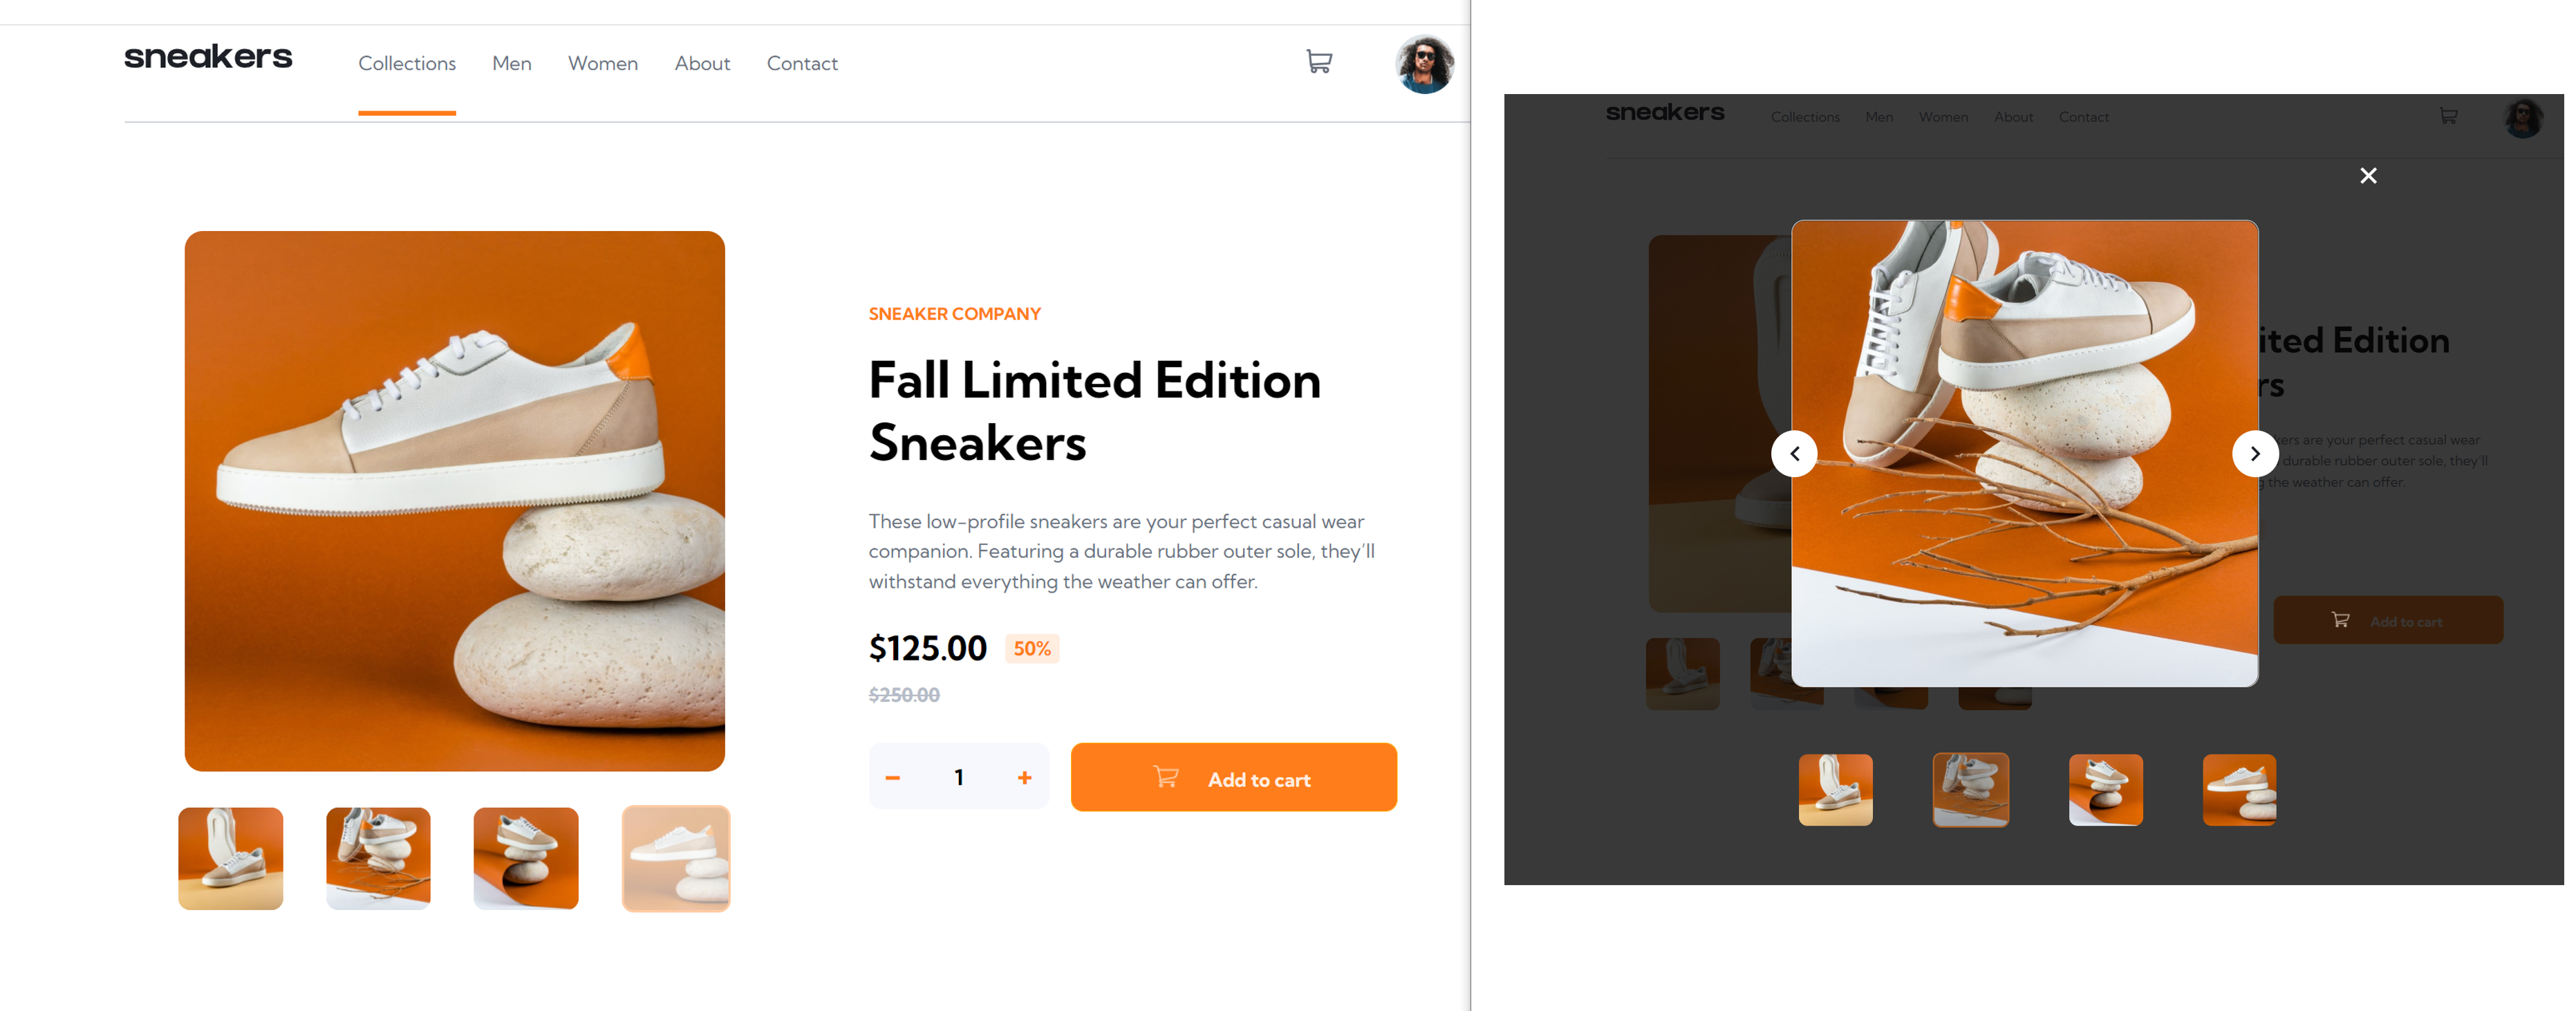 sneakers
Collections Men Women About Contact
SNEAKER COMPANY
Fall Limited Edition
Sneakers
These low-profile sneakers are your perfect casual wear
companion. Featuring a durable rubber outer sole, they'll
withstand everything the weather can offer.
$125.00 50%
$250.00
1
Add to cart
sneakers
Collections Men Women About Contact
ited Edition
rs
kers are your perfect casual wear
durable rubber outer sole, they'll
g the weather can offer.
Add to cart